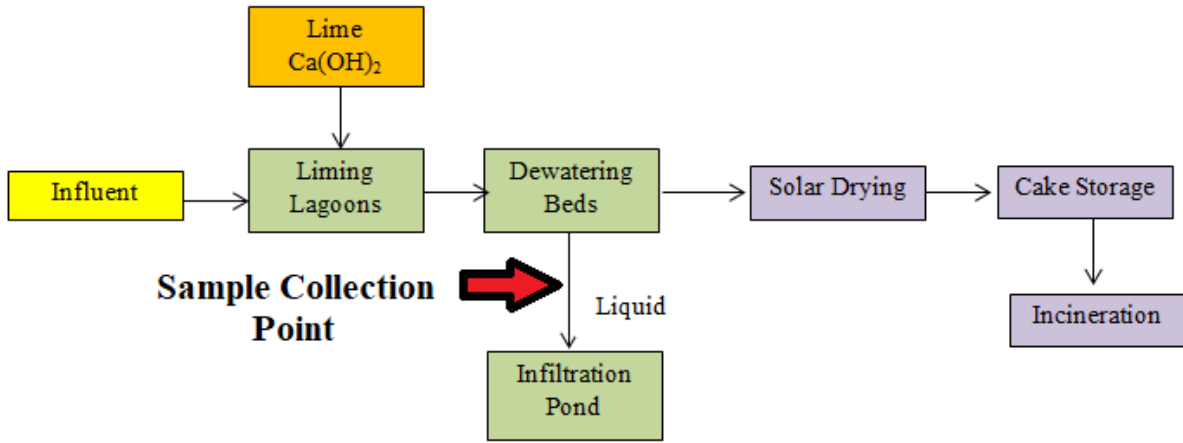 Lime
Ca(OH)₂
Influent
Liming
Lagoons
Dewatering
Beds
Solar Drying
Cake Storage
Sample Collection
Point
Liquid
Incineration
Infiltration
Pond